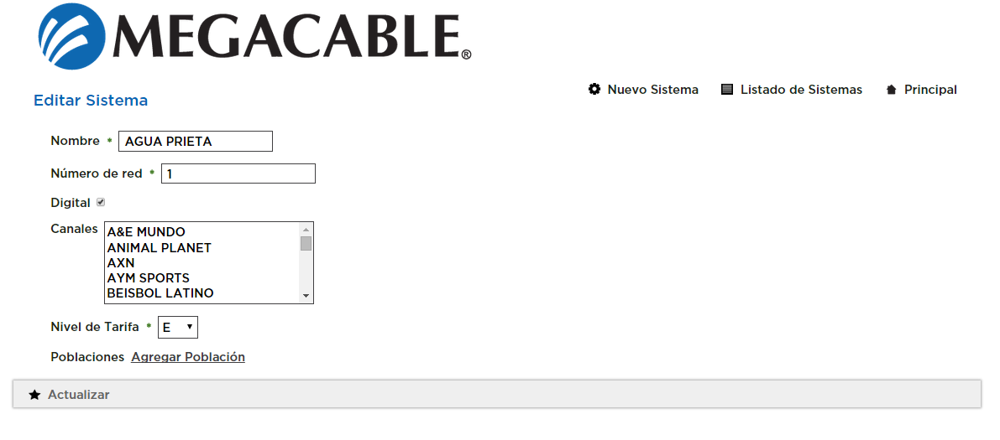 MEGACABLE®
Nuevo Sistema Listado de Sistemas Principal
Editar Sistema
Nombre * AGUA PRIETA
Número de red * 1
Digital
Canales
A&E MUNDO
ANIMAL PLANET
AXN
AYM SPORTS
BEISBOL LATINO
Nivel de Tarifa * E
Poblaciones Agregar Población
Actualizar